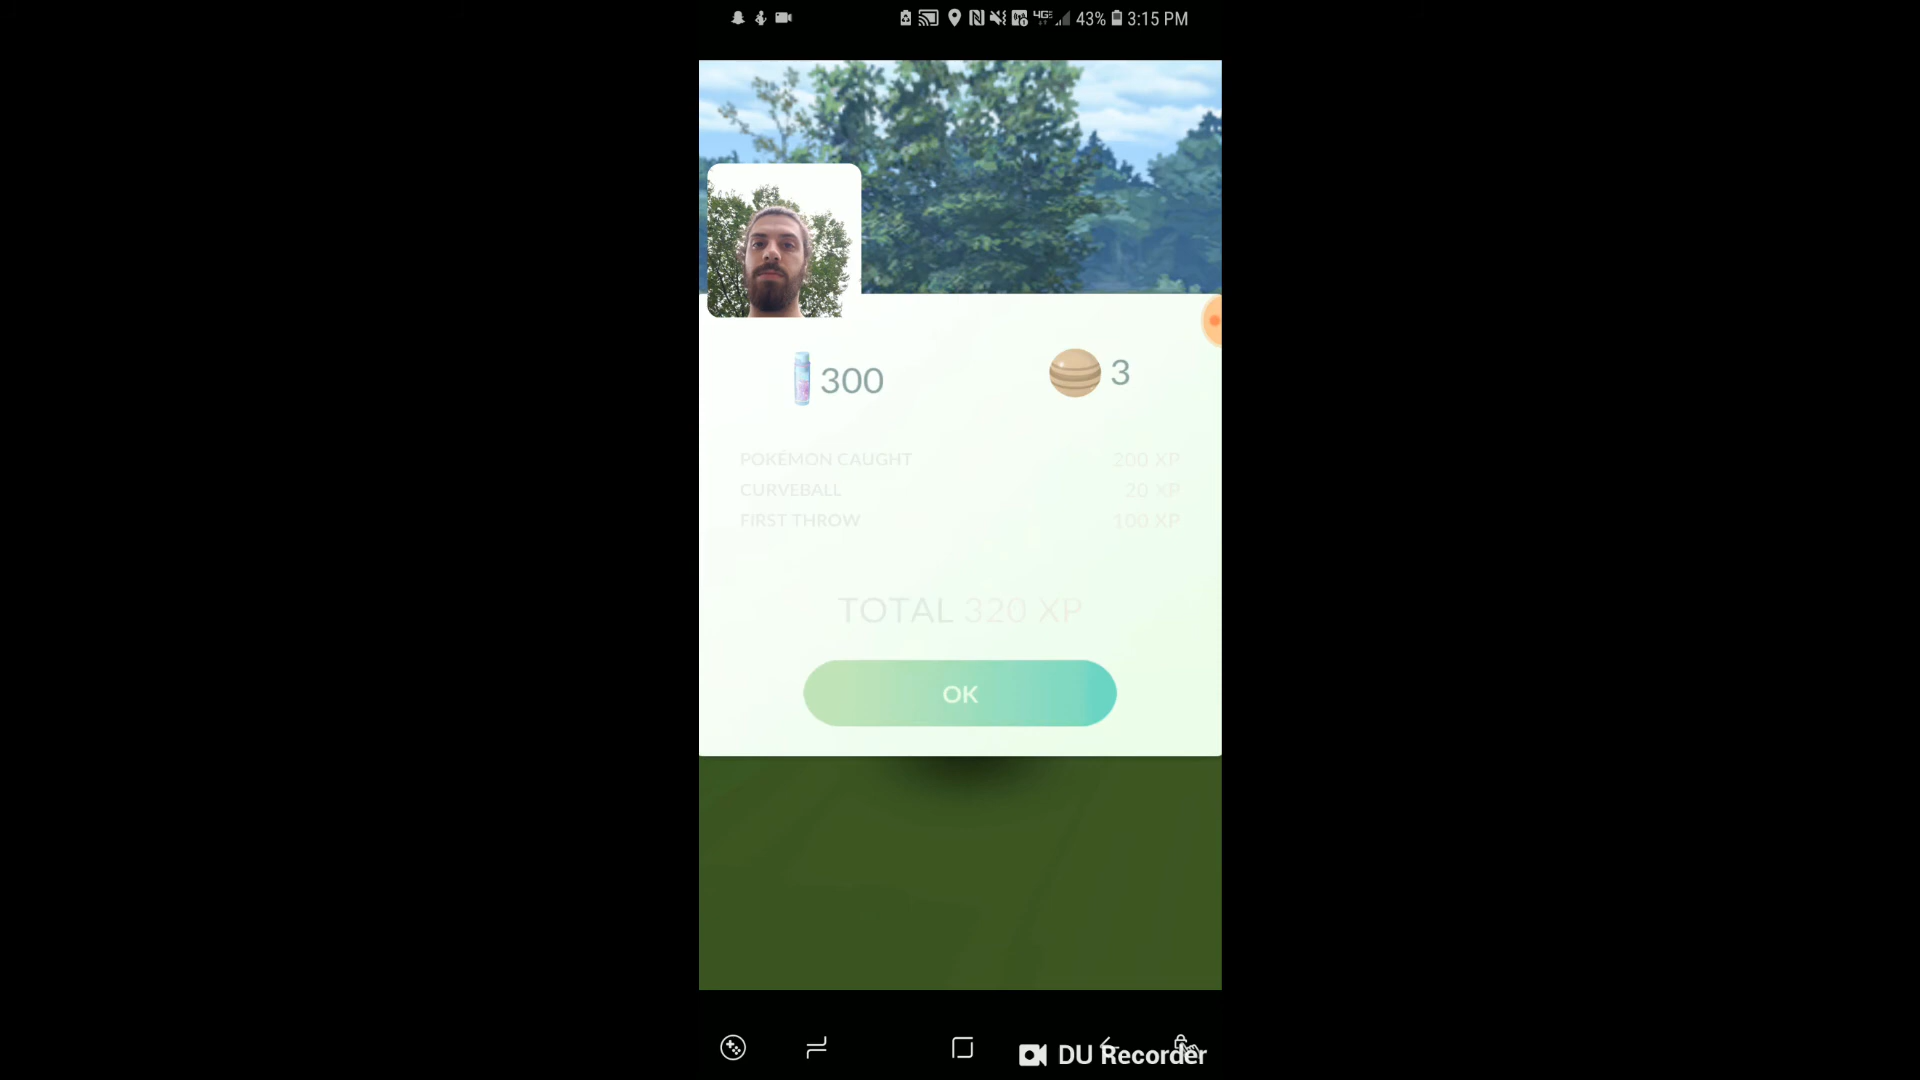 43% 3:15 PM
300 3
POKÉMON CAUGHT 200 XP
CURVEBALL 20 XP
FIRST THROW 100 XP
TOTAL 320 XP
OK
DU Recorder